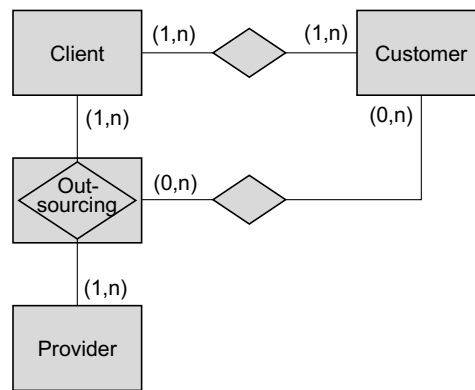 Client
(1,n)
(1,n)
Customer
(1,n)
(0,n)
Out-
sourcing
(0,n)
(1,n)
Provider